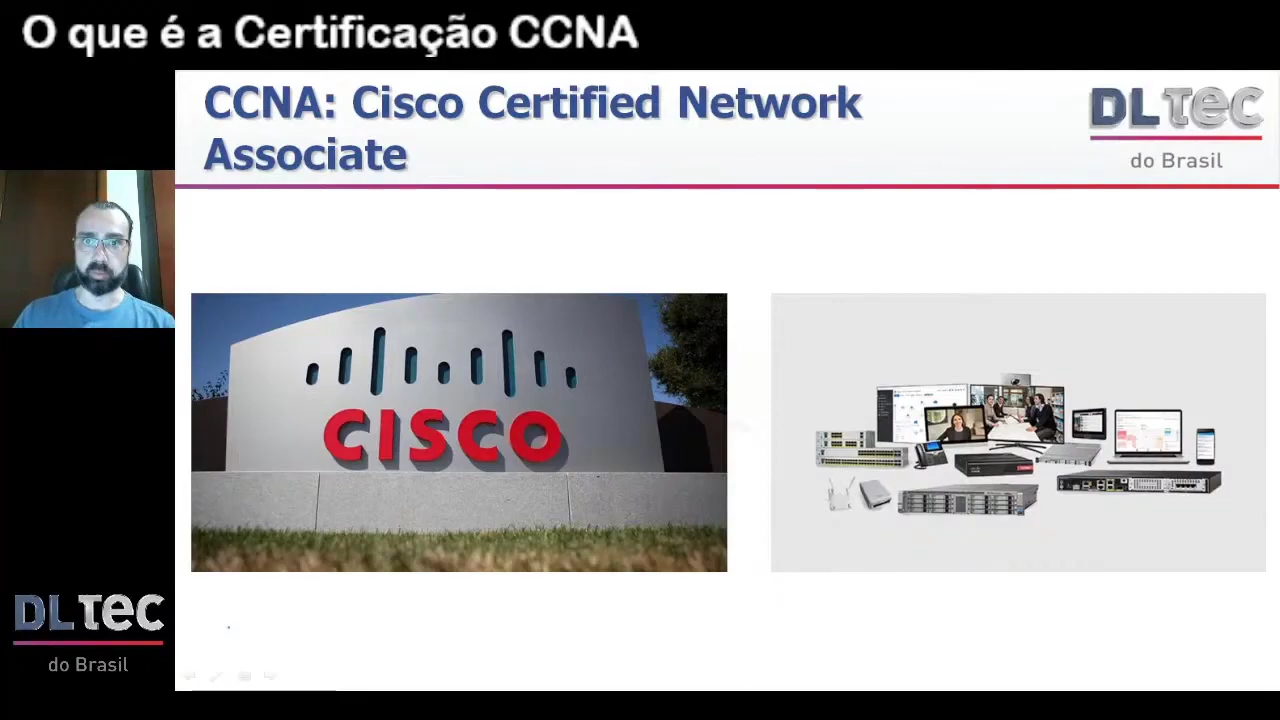 O que é a Certificação CCNA
CCNA: Cisco Certified Network
Associate
DLTEC
do Brasil
CISCO
DLTEC
do Brasil